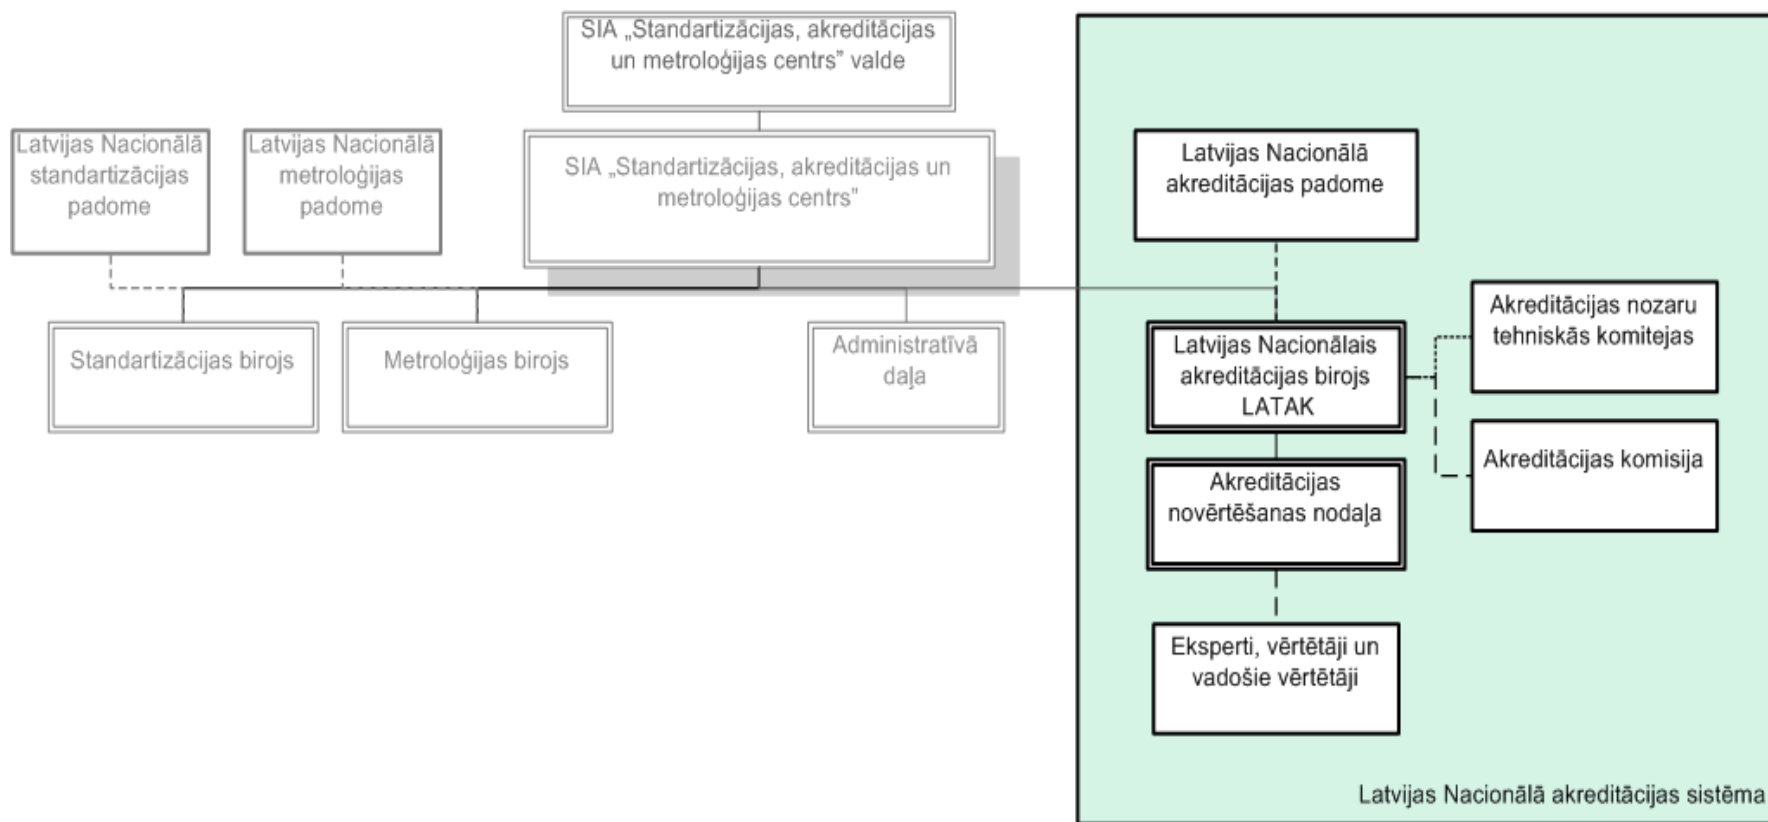 SIA „Standartizācijas, akreditācijas
un metroloģijas centrs” valde
Latvijas Nacionālā
standartizācijas
padome
Latvijas Nacionālā
metroloģijas
padome
SIA „Standartizācijas, akreditācijas un
metroloģijas centrs”
Latvijas Nacionālā
akreditācijas padome
Standartizācijas birojs
Metroloģijas birojs
Administratīvā
daļa
Latvijas Nacionālais
akreditācijas birojs
LATAK
Akreditācijas nozaru
tehniskās komitejas
Akreditācijas komisija
Akreditācijas
novērtēšanas nodaļa
Eksperti, vērtētāji un
vadošie vērtētāji
Latvijas Nacionālā akreditācijas sistēma